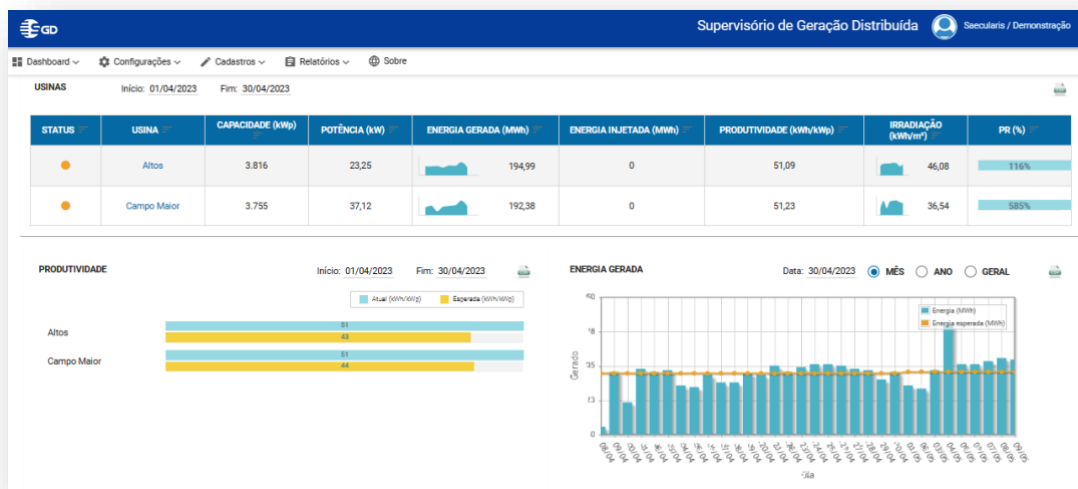 GD
Supervisório de Geração Distribuída
Saecularis / Demonstração
Dashboard
Configurações
Cadastros
Relatórios
Sobre
USINAS
Início: 01/04/2023 Fim: 30/04/2023
STATUS USINA CAPACIDADE (kWp) POTÊNCIA (kW) ENERGIA GERADA (MWh) ENERGIA INJETADA (MWh) PRODUTIVIDADE (kWh/kWp) IRRADIAÇÃO (kWh/m²) PR (%)
Altos 3.816 23,25 194,99 0 51,09 46,08 116%
Campo Maior 3.755 37,12 192,38 0 51,23 36,54 585%
PRODUTIVIDADE
Início: 01/04/2023 Fim: 30/04/2023
Atual (kWh/kWp) Esperada (kWh/kWp)
Altos
51
43
Campo Maior
51
44
ENERGIA GERADA
Data: 30/04/2023 MÊS ANO GERAL
Energia (MWh)
Energia esperada (MWh)
Gerado
0